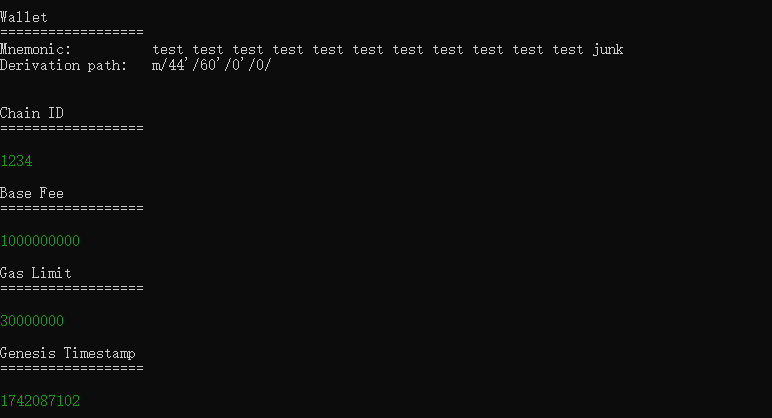 Wallet
==================
Mnemonic:          test test test test test test test test test test test junk
Derivation path:   m/44'/60'/0'/0/
Chain ID
==================
1234
Base Fee
==================
1000000000
Gas Limit
==================
30000000
Genesis Timestamp
==================
1742087102